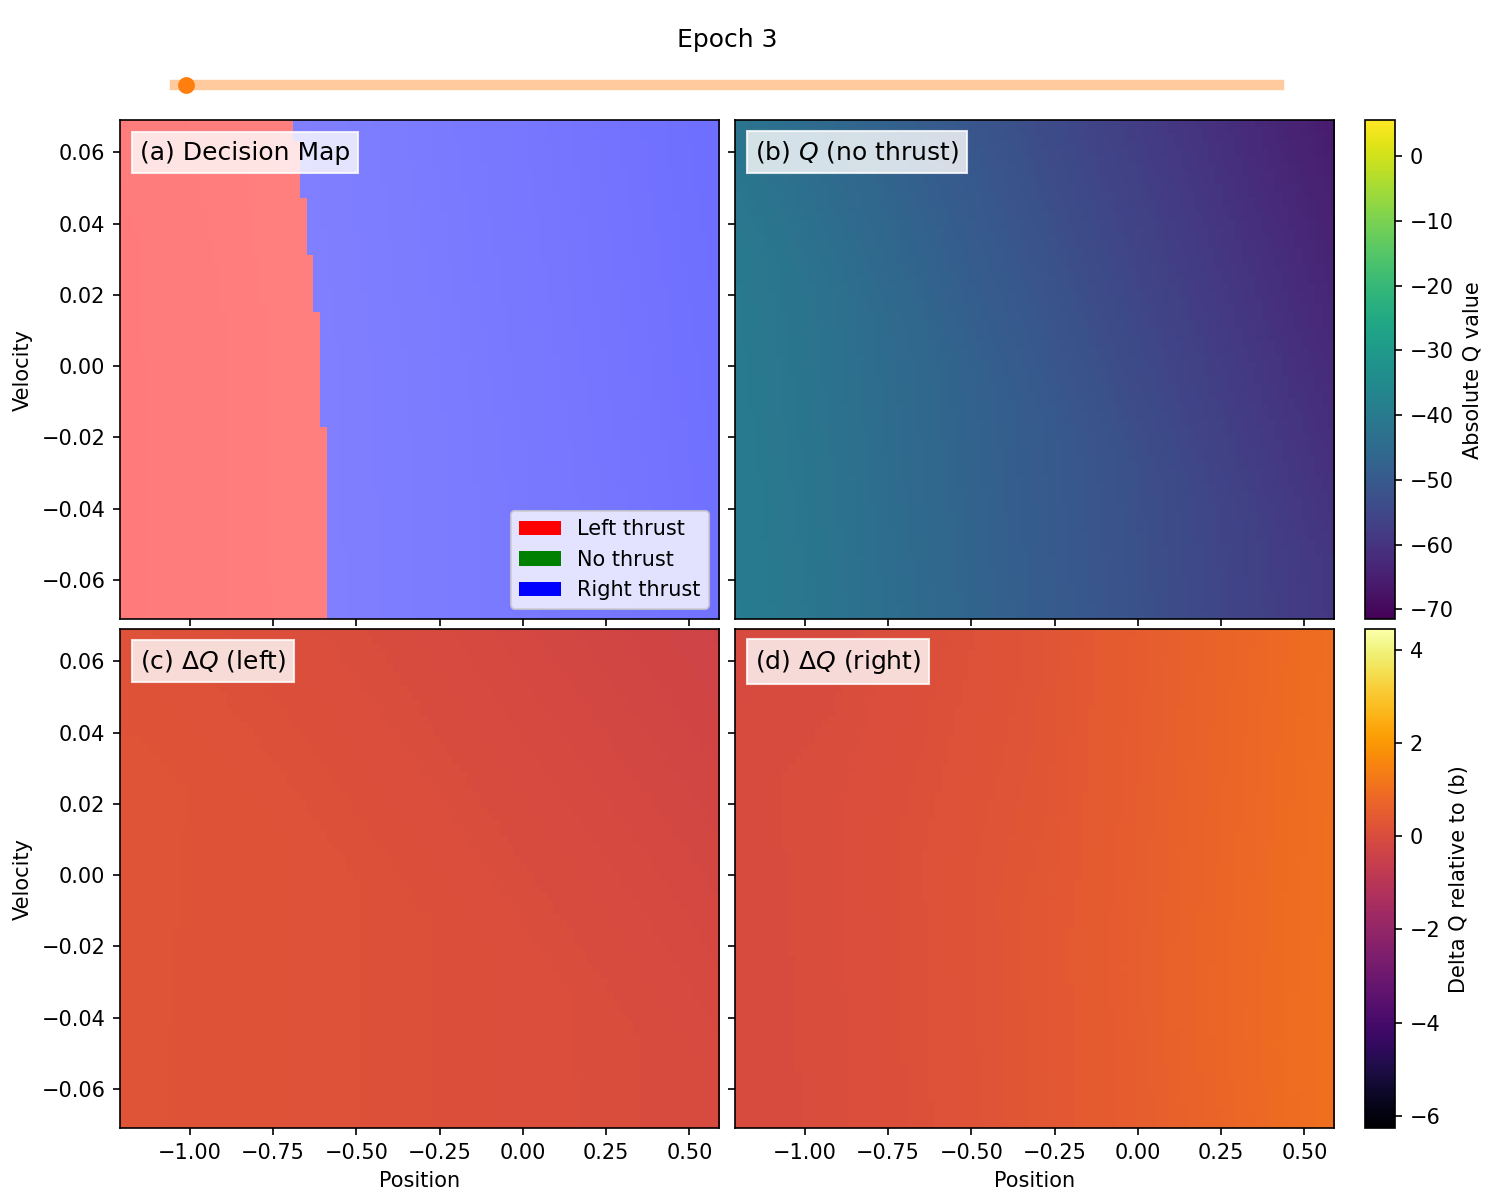 Epoch 3
(a) Decision Map
(b) Q (no thrust)
0.06
0.04
0.02
0.00
−0.02
−0.04
−0.06
Velocity
Left thrust
No thrust
Right thrust
0
−10
−20
−30
−40
−50
−60
−70
Absolute Q value
(c) ΔQ (left)
(d) ΔQ (right)
0.06
0.04
0.02
0.00
−0.02
−0.04
−0.06
Velocity
4
2
0
−2
−4
−6
Delta Q relative to (b)
−1.00 −0.75 −0.50 −0.25 0.00 0.25 0.50
Position
−1.00 −0.75 −0.50 −0.25 0.00 0.25 0.50
Position